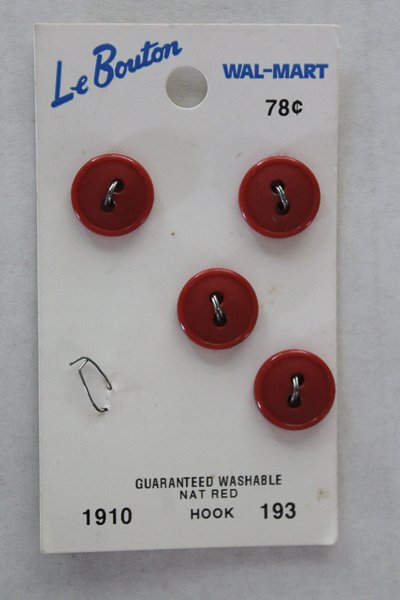 Le Bouton
WAL-MART
78¢
GUARANTEED WASHABLE
NAT RED
1910 HOOK 193